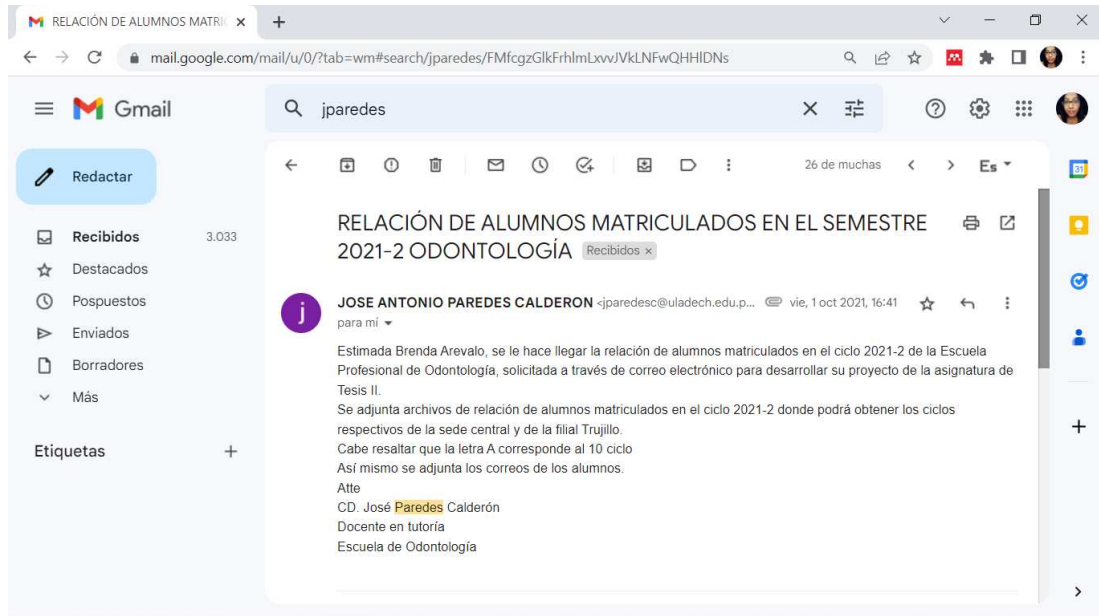 RELACIÓN DE ALUMNOS MATRI
mail.google.com/mail/u/0/?tab=wm#search/jparedes/FMfcgzGlkFrhlmLxvvJVkLNFwQHHlDNs
Gmail
jparedes
Redactar
26 de muchas
Es
31
Recibidos 3.033
Destacados
Pospuestos
Enviados
Borradores
Más
Etiquetas
RELACIÓN DE ALUMNOS MATRICULADOS EN EL SEMESTRE
2021-2 ODONTOLOGÍA Recibidos x
j
JOSE ANTONIO PAREDES CALDERON <jparedesc@uladech.edu.p... vie, 1 oct 2021, 16:41
para mí
Estimada Brenda Arevalo, se le hace llegar la relación de alumnos matriculados en el ciclo 2021-2 de la Escuela
Profesional de Odontología, solicitada a través de correo electrónico para desarrollar su proyecto de la asignatura de
Tesis II.
Se adjunta archivos de relación de alumnos matriculados en el ciclo 2021-2 donde podrá obtener los ciclos
respectivos de la sede central y de la filial Trujillo.
Cabe resaltar que la letra A corresponde al 10 ciclo
Así mismo se adjunta los correos de los alumnos.
Atte
CD. José Paredes Calderón
Docente en tutoría
Escuela de Odontología